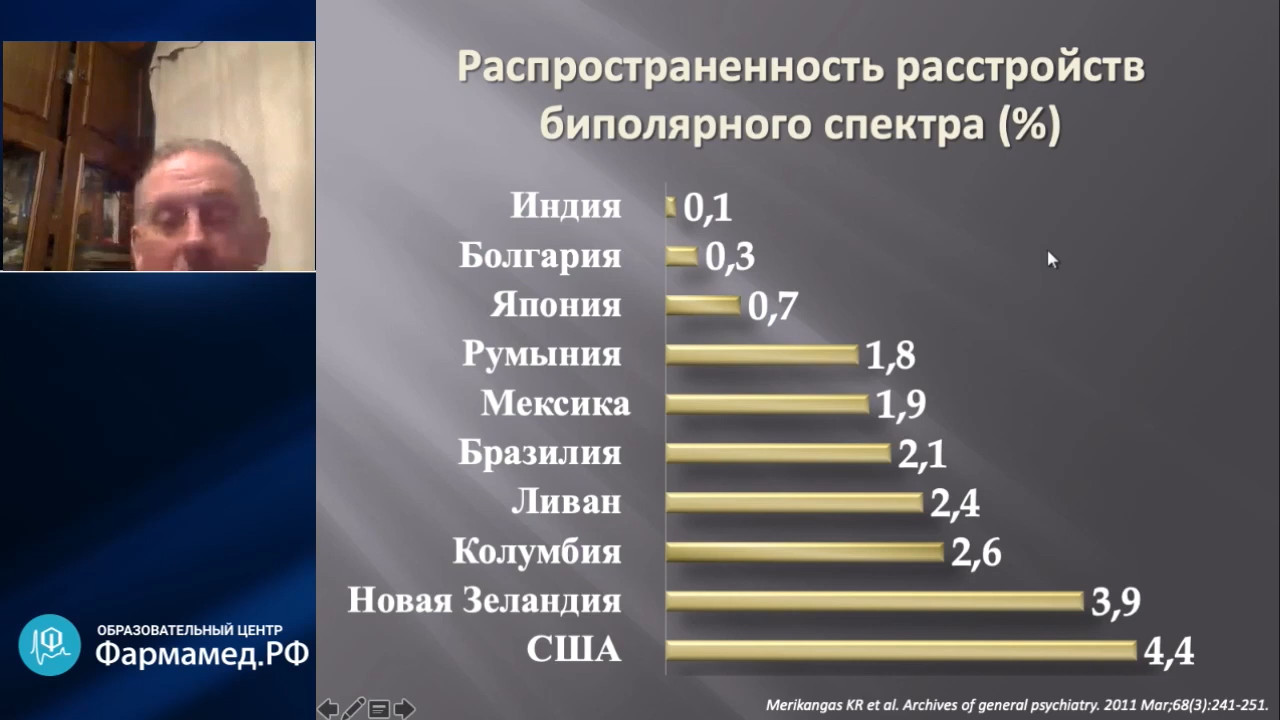 Распространенность расстройств
биполярного спектра (%)
Индия 0,1
Болгария 0,3
Япония 0,7
Румыния 1,8
Мексика 1,9
Бразилия 2,1
Ливан 2,4
Колумбия 2,6
Новая Зеландия 3,9
США 4,4
ОБРАЗОВАТЕЛЬНЫЙ ЦЕНТР
Фармамед.РФ
Merikangas KR et al. Archives of general psychiatry. 2011 Mar;68(3):241-251.